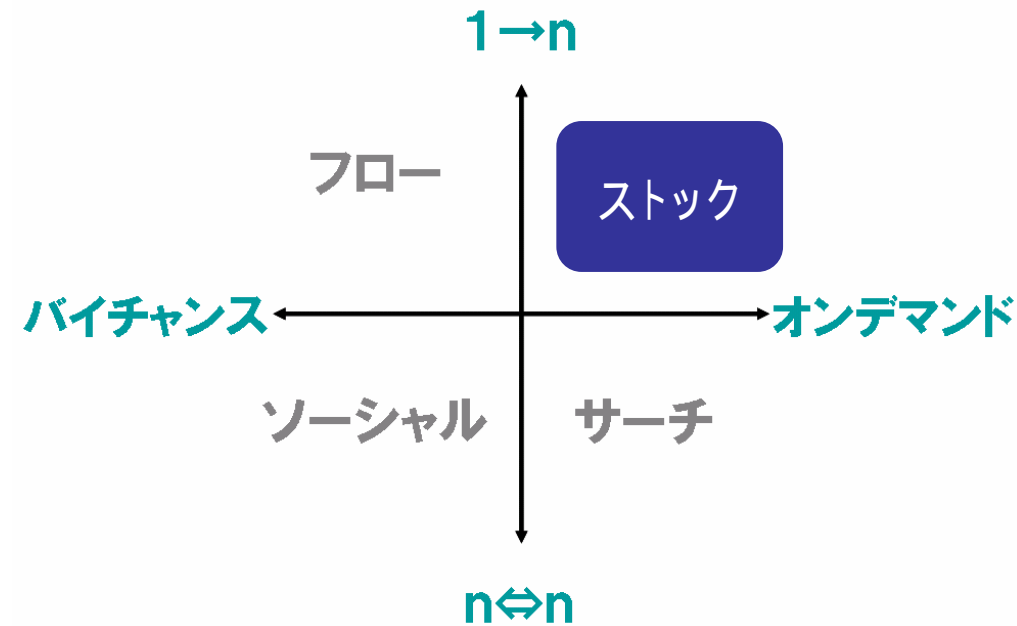 1→n
フロー
ストック
バイチャンス
オンデマンド
ソーシャル
サーチ
n⇔n